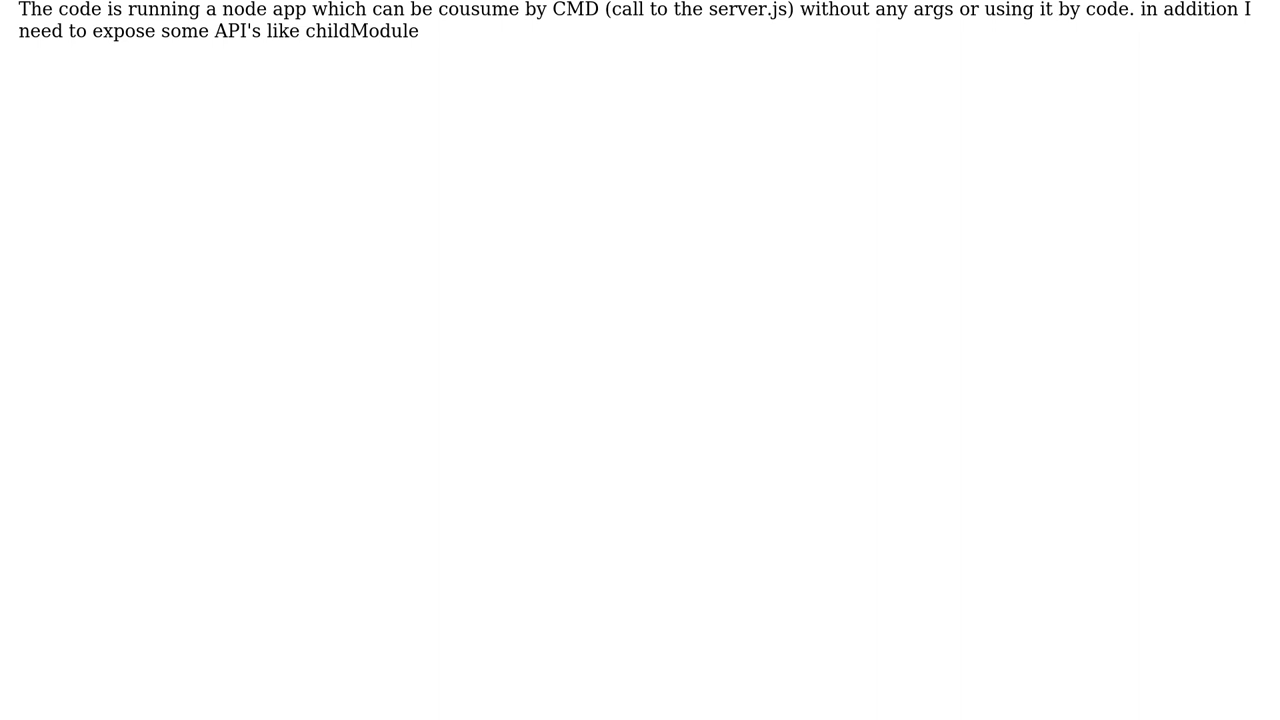 The code is running a node app which can be cousume by CMD (call to the server.js) without any args or using it by code. in addition I
need to expose some API's like childModule